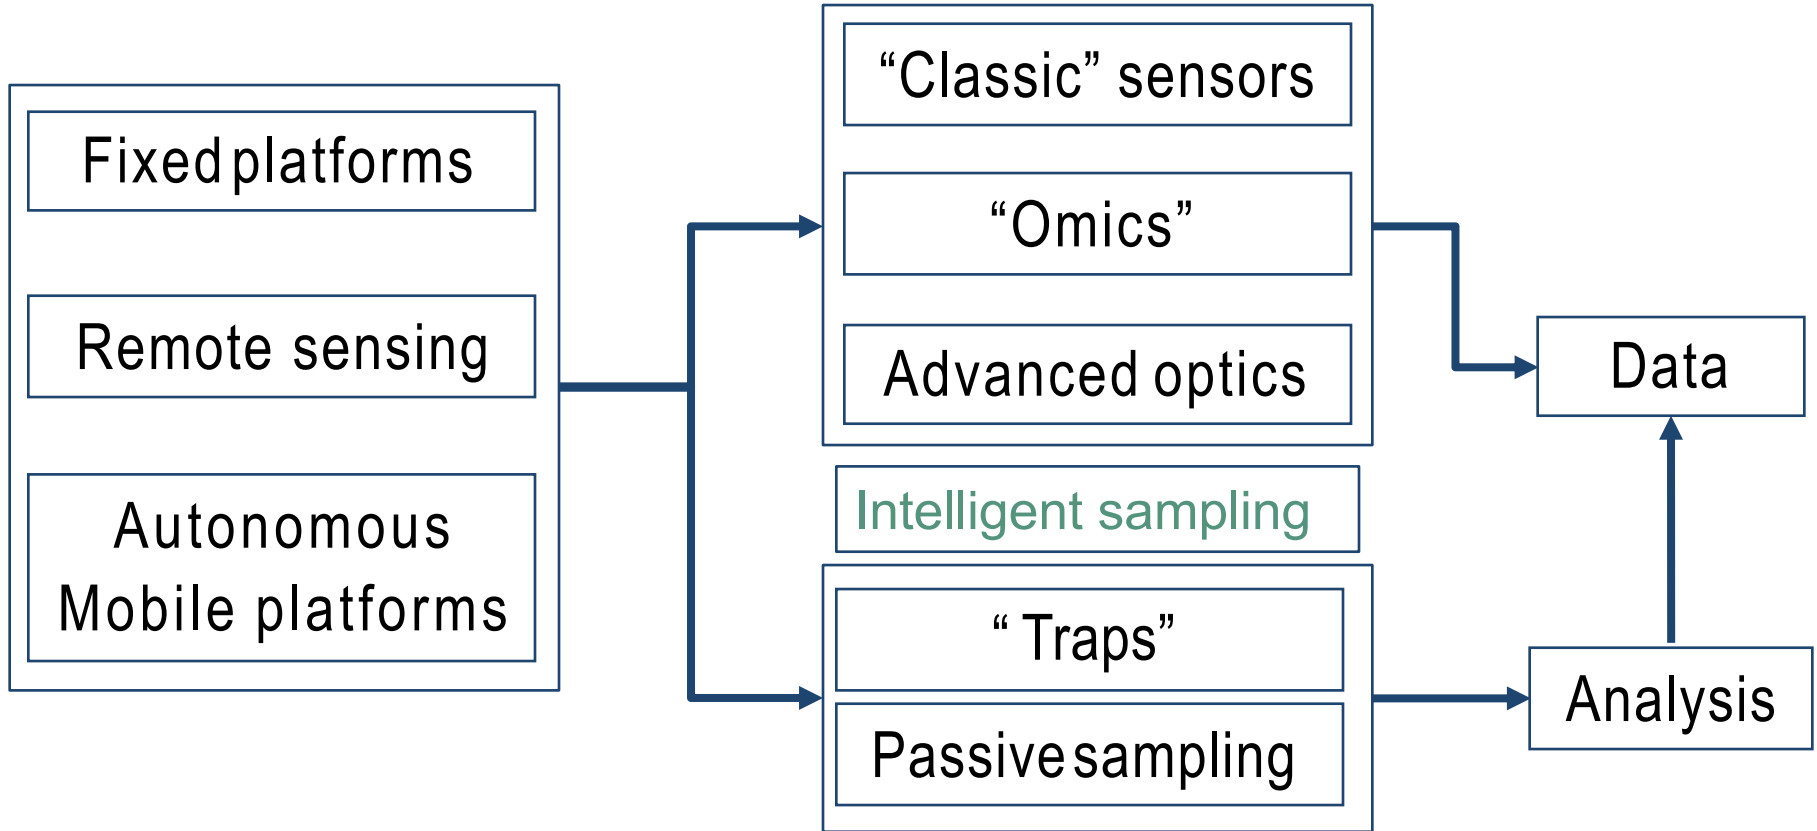 Fixed platforms
Remote sensing
Autonomous
Mobile platforms
“Classic” sensors
“Omics”
Advanced optics
Intelligent sampling
“ Traps”
Passive sampling
Data
Analysis